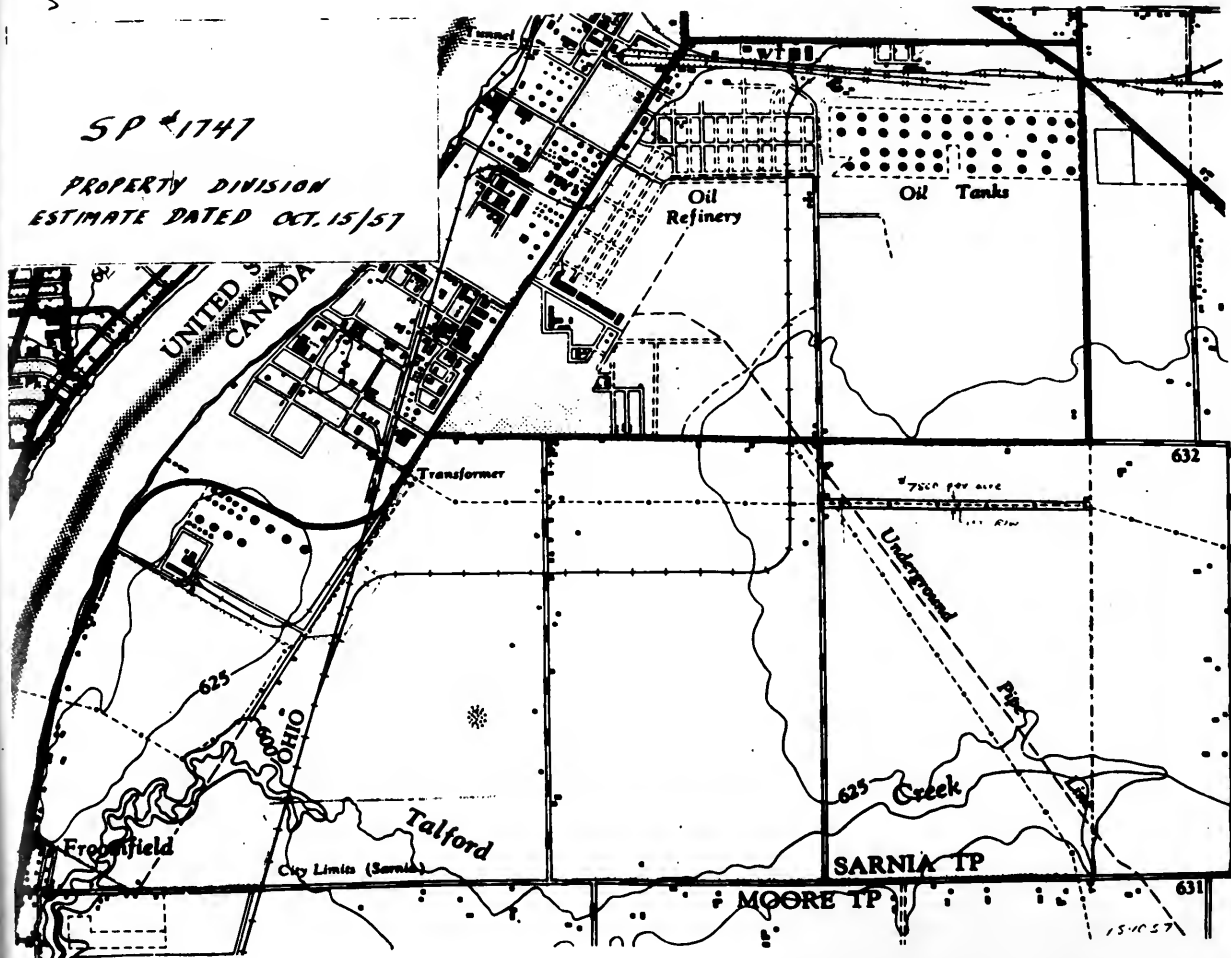 SP #1747
PROPERTY DIVISION
ESTIMATE DATED OCT. 15/57
Tunnel
Oil
Refinery
Oil Tanks
UNITED S
CANADA
632
Transformer
per acre
R/W
Underground
Pipe
625
600
OHIO
625
Creek
Talford
Froomfield
City Limits (Sarnia)
SARNIA TP
MOORE TP
631
15·10·57